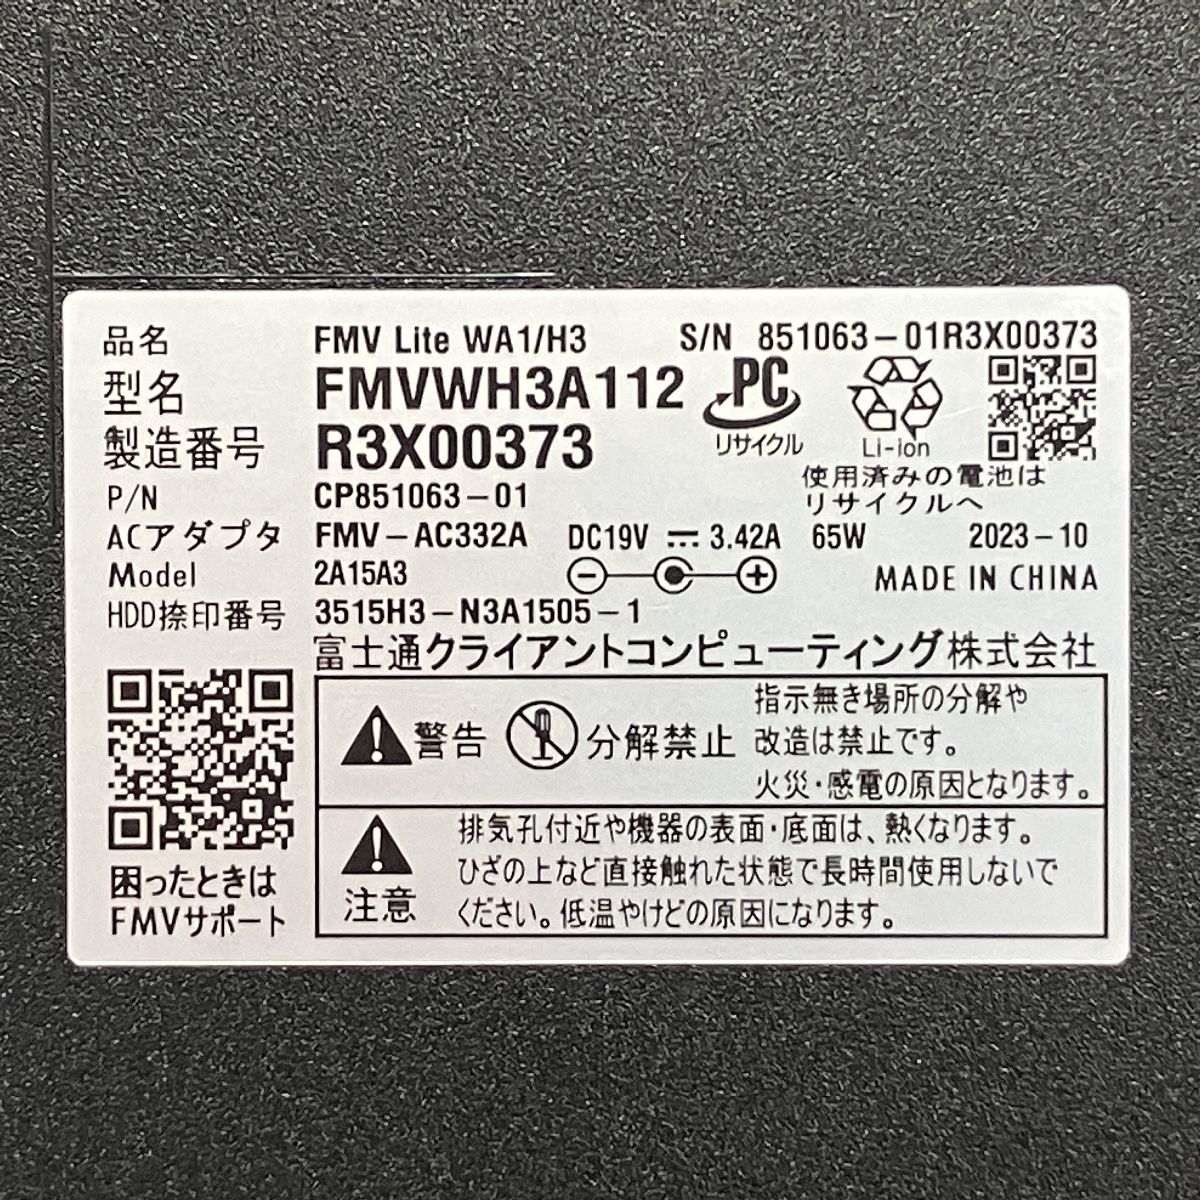 品名 FMV Lite WA1/H3 S/N 851063-01R3X00373
型名 FMVWH3A112 PC
製造番号 R3X00373 リサイクル Li-ion
使用済みの電池は
リサイクルへ
P/N CP851063-01
ACアダプタ FMV-AC332A DC19V ⎓ 3.42A 65W 2023-10
Model 2A15A3 MADE IN CHINA
HDD捺印番号 3515H3-N3A1505-1
富士通クライアントコンピューティング株式会社
警告 分解禁止
指示無き場所の分解や
改造は禁止です。
火災・感電の原因となります。
注意
排気孔付近や機器の表面・底面は、熱くなります。
ひざの上など直接触れた状態で長時間使用しないで
ください。低温やけどの原因になります。
困ったときは
FMVサポート